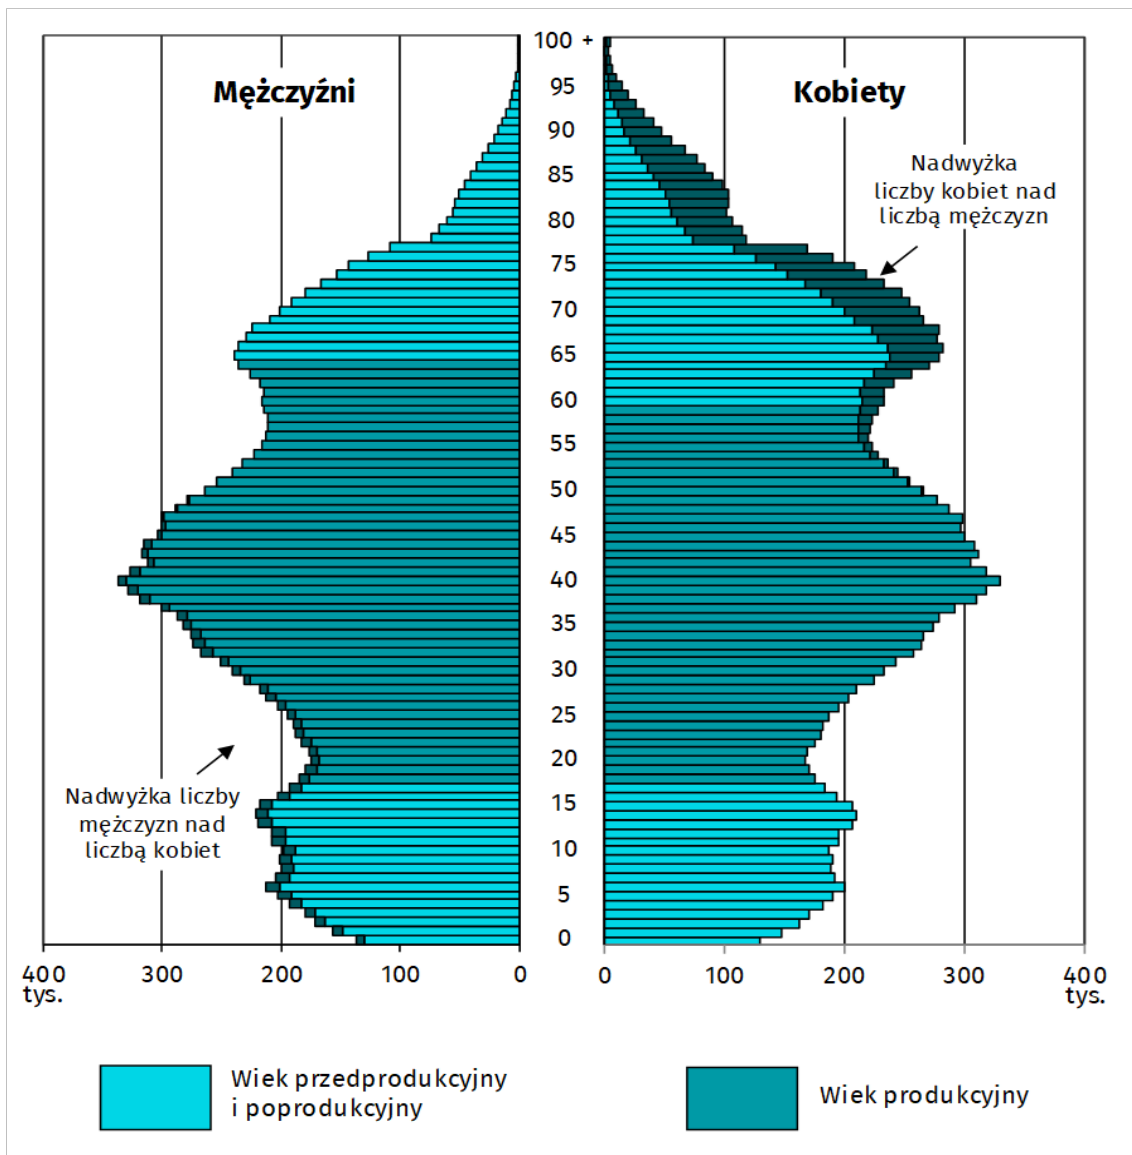 Mężczyźni
Kobiety
100 +
95
90
85
80
75
70
65
60
55
50
45
40
35
30
25
20
15
10
5
0
Nadwyżka
liczby kobiet nad
liczbą mężczyzn
Nadwyżka liczby
mężczyzn nad
liczbą kobiet
400 300 200 100 0
tys.
0 100 200 300 400
tys.
Wiek przedprodukcyjny
i poprodukcyjny
Wiek produkcyjny